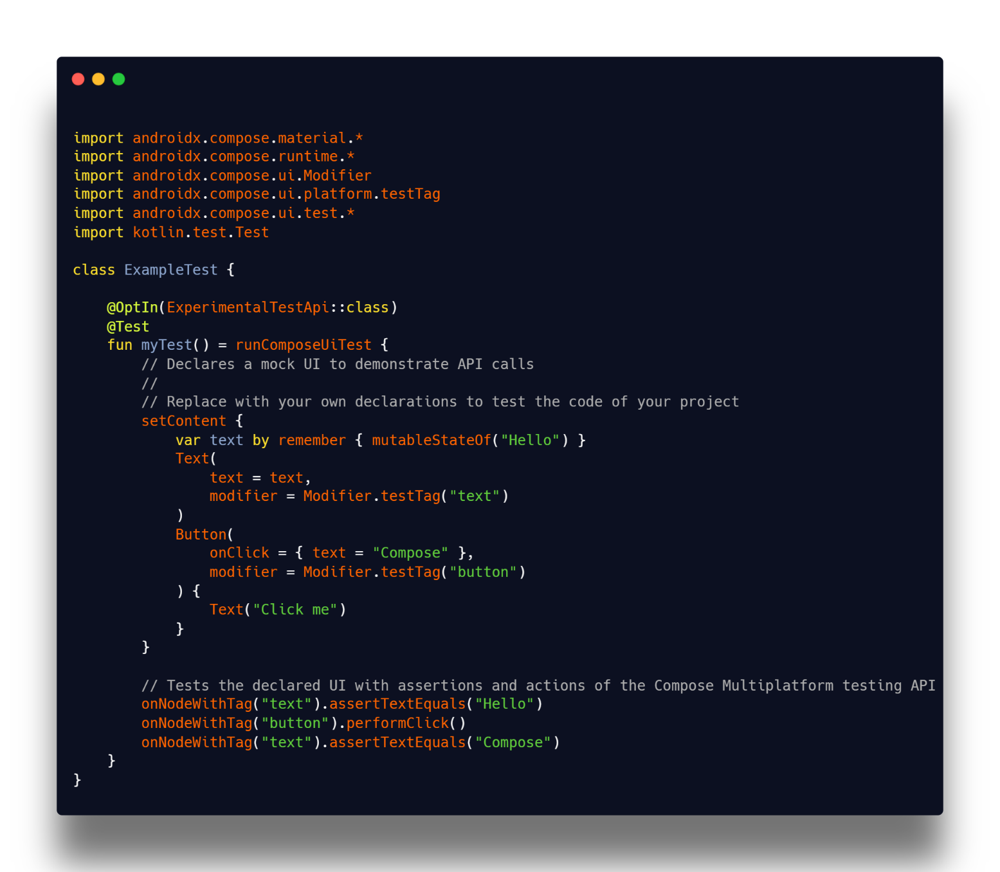 import androidx.compose.material.*
import androidx.compose.runtime.*
import androidx.compose.ui.Modifier
import androidx.compose.ui.platform.testTag
import androidx.compose.ui.test.*
import kotlin.test.Test

class ExampleTest {

    @OptIn(ExperimentalTestApi::class)
    @Test
    fun myTest() = runComposeUiTest {
        // Declares a mock UI to demonstrate API calls
        //
        // Replace with your own declarations to test the code of your project
        setContent {
            var text by remember { mutableStateOf("Hello") }
            Text(
                text = text,
                modifier = Modifier.testTag("text")
            )
            Button(
                onClick = { text = "Compose" },
                modifier = Modifier.testTag("button")
            ) {
                Text("Click me")
            }
        }

        // Tests the declared UI with assertions and actions of the Compose Multiplatform testing API
        onNodeWithTag("text").assertTextEquals("Hello")
        onNodeWithTag("button").performClick()
        onNodeWithTag("text").assertTextEquals("Compose")
    }
}